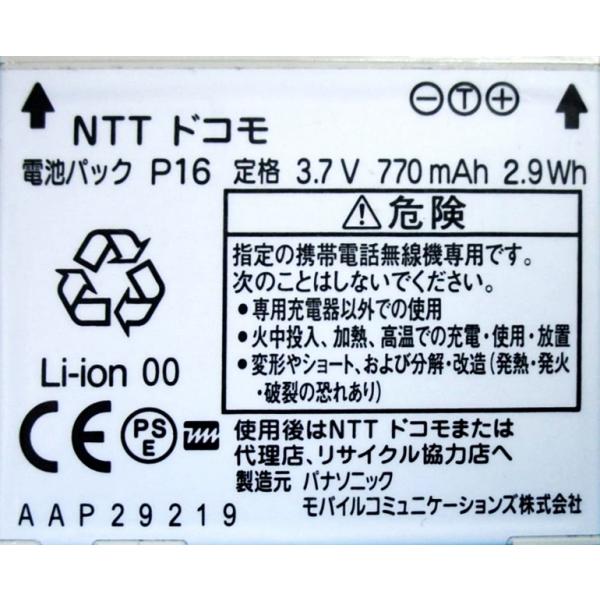 ⊖Ⓣ⊕
NTT ドコモ
電池パック P16 定格 3.7 V 770 mAh 2.9 Wh
⚠危険
指定の携帯電話無線機専用です。
次のことはしないでください。
●専用充電器以外での使用
●火中投入、加熱、高温での充電・使用・放置
●変形やショート、および分解・改造(発熱・発火
・破裂の恐れあり)
Li-ion 00
CE PSE
使用後はNTT ドコモまたは
代理店、リサイクル協力店へ
製造元 パナソニック
モバイルコミュニケーションズ株式会社
AAP29219